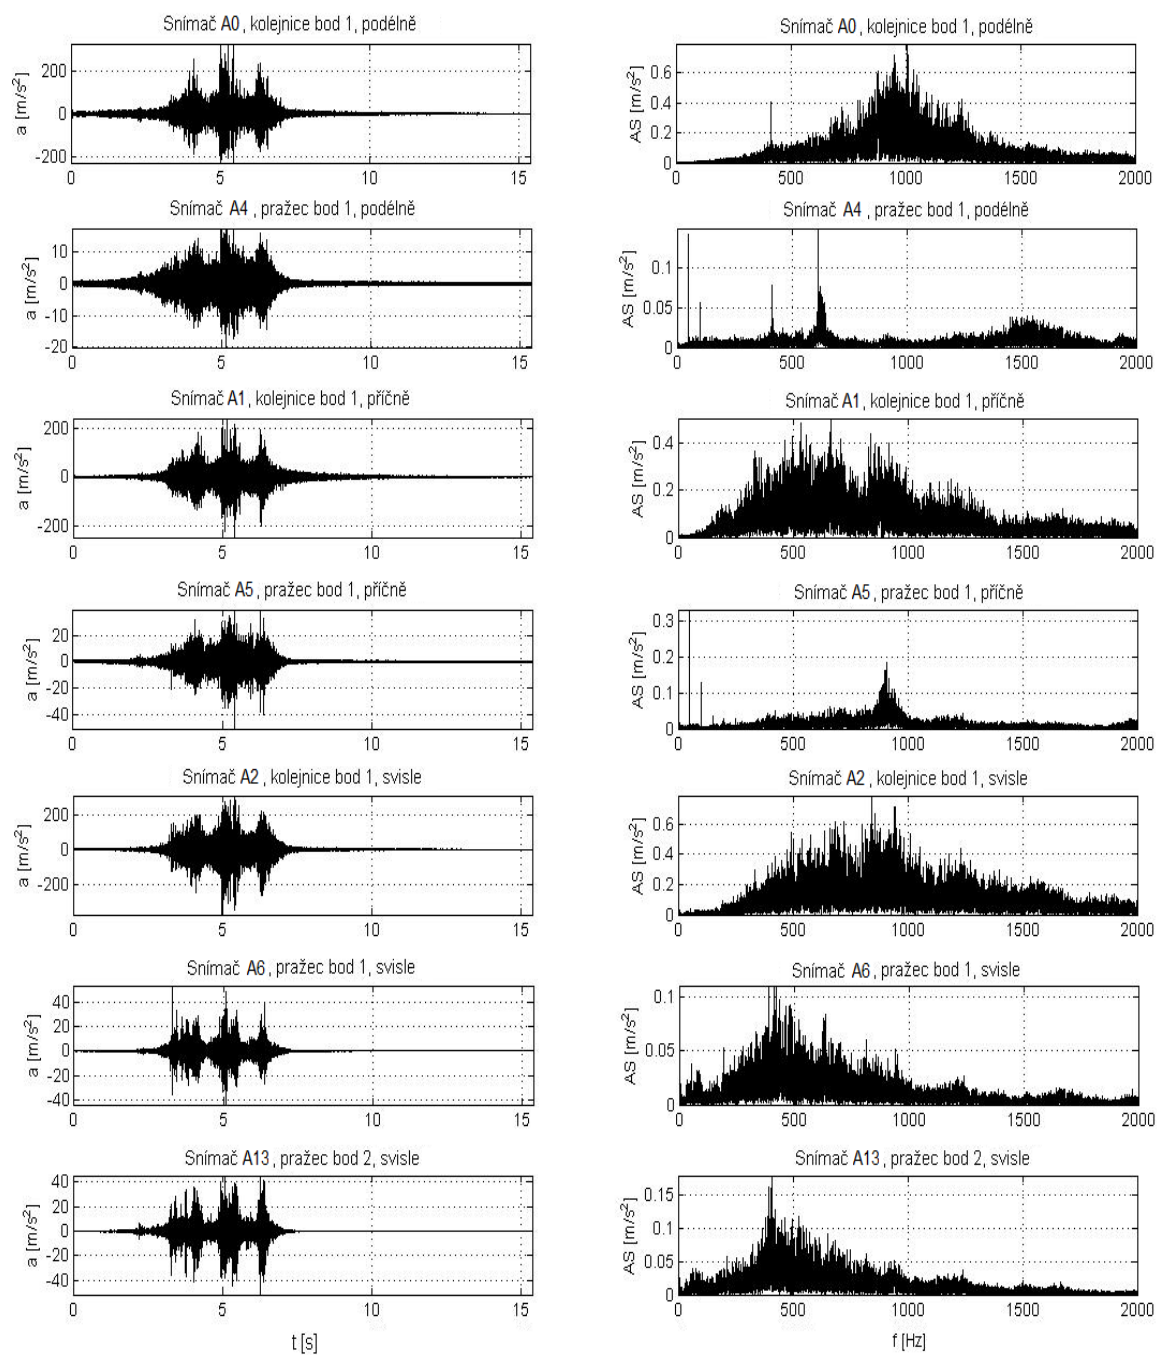 Snímač A0, kolejnice bod 1, podélně
a [m/s²]
200
0
-200
0 5 10 15
Snímač A0, kolejnice bod 1, podélně
AS [m/s²]
0.6
0.4
0.2
0
0 500 1000 1500 2000
Snímač A4, pražec bod 1, podélně
a [m/s²]
10
0
-10
-20
0 5 10 15
Snímač A4, pražec bod 1, podélně
AS [m/s²]
0.1
0.05
0
0 500 1000 1500 2000
Snímač A1, kolejnice bod 1, příčně
a [m/s²]
200
0
-200
0 5 10 15
Snímač A1, kolejnice bod 1, příčně
AS [m/s²]
0.4
0.2
0
0 500 1000 1500 2000
Snímač A5, pražec bod 1, příčně
a [m/s²]
20
0
-20
-40
0 5 10 15
Snímač A5, pražec bod 1, příčně
AS [m/s²]
0.3
0.2
0.1
0
0 500 1000 1500 2000
Snímač A2, kolejnice bod 1, svisle
a [m/s²]
200
0
-200
0 5 10 15
Snímač A2, kolejnice bod 1, svisle
AS [m/s²]
0.6
0.4
0.2
0
0 500 1000 1500 2000
Snímač A6, pražec bod 1, svisle
a [m/s²]
40
20
0
-20
-40
0 5 10 15
Snímač A6, pražec bod 1, svisle
AS [m/s²]
0.1
0.05
0
0 500 1000 1500 2000
Snímač A13, pražec bod 2, svisle
a [m/s²]
40
20
0
-20
-40
0 5 10 15
t [s]
Snímač A13, pražec bod 2, svisle
AS [m/s²]
0.15
0.1
0.05
0
0 500 1000 1500 2000
f [Hz]